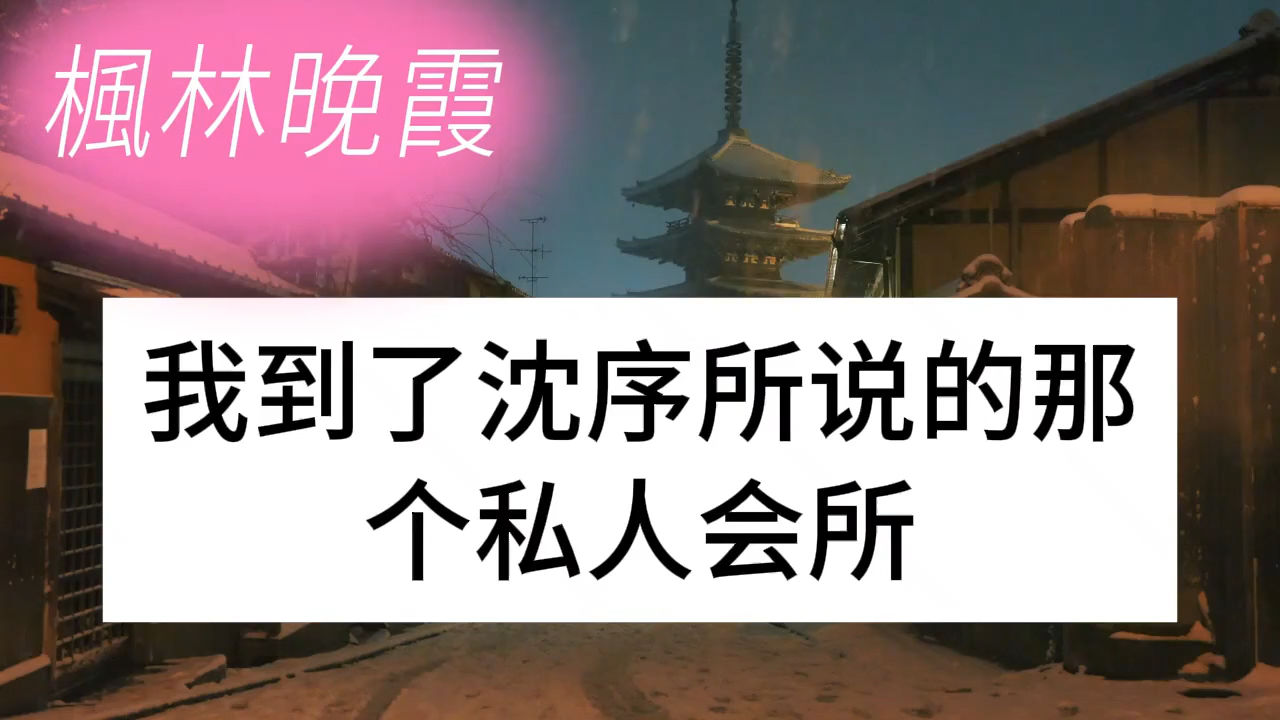 楓林晚霞
我到了沈序所说的那
个私人会所